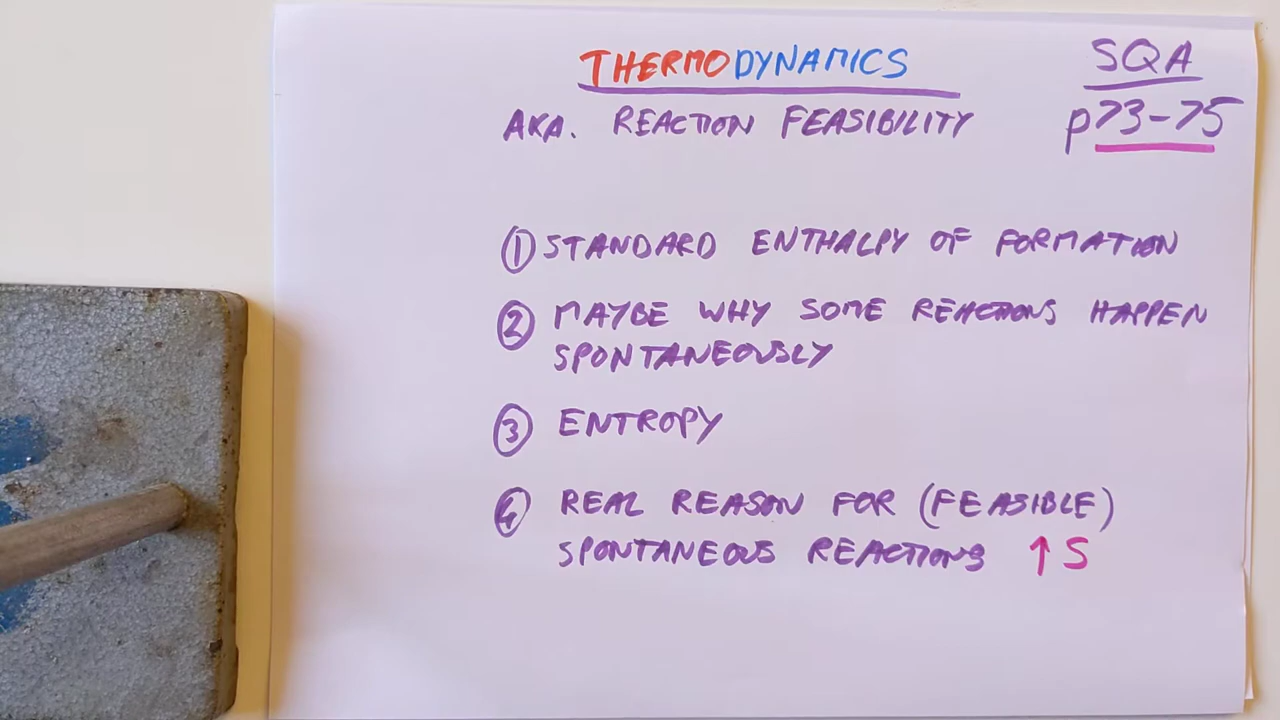 THERMODYNAMICS
SQA
AKA. REACTION FEASIBILITY
p73-75
① STANDARD ENTHALPY OF FORMATION
② MAYBE WHY SOME REACTIONS HAPPEN
SPONTANEOUSLY
③ ENTROPY
④ REAL REASON FOR (FEASIBLE)
SPONTANEOUS REACTIONS ↑ S